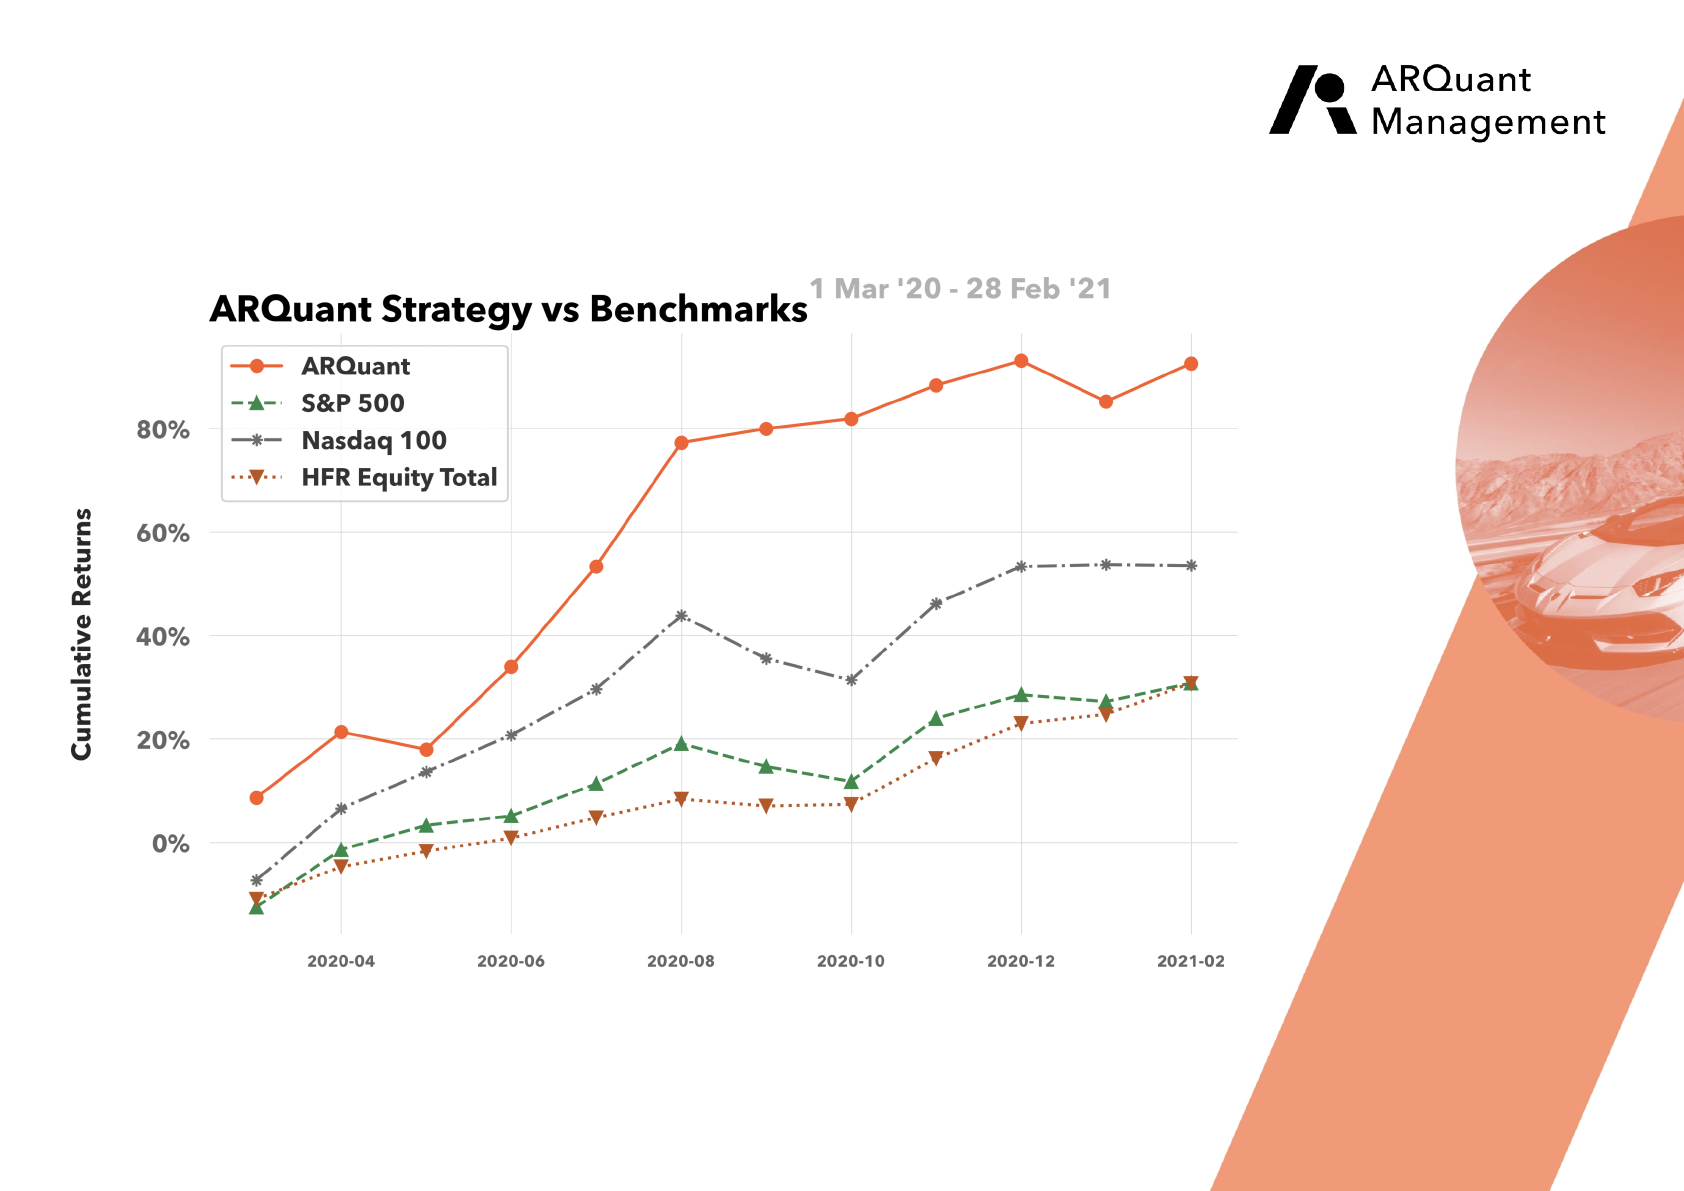 ARQuant
Management
1 Mar '20 - 28 Feb '21
ARQuant Strategy vs Benchmarks
ARQuant
S&P 500
Nasdaq 100
HFR Equity Total
Cumulative Returns
80%
60%
40%
20%
0%
2020-04 2020-06 2020-08 2020-10 2020-12 2021-02